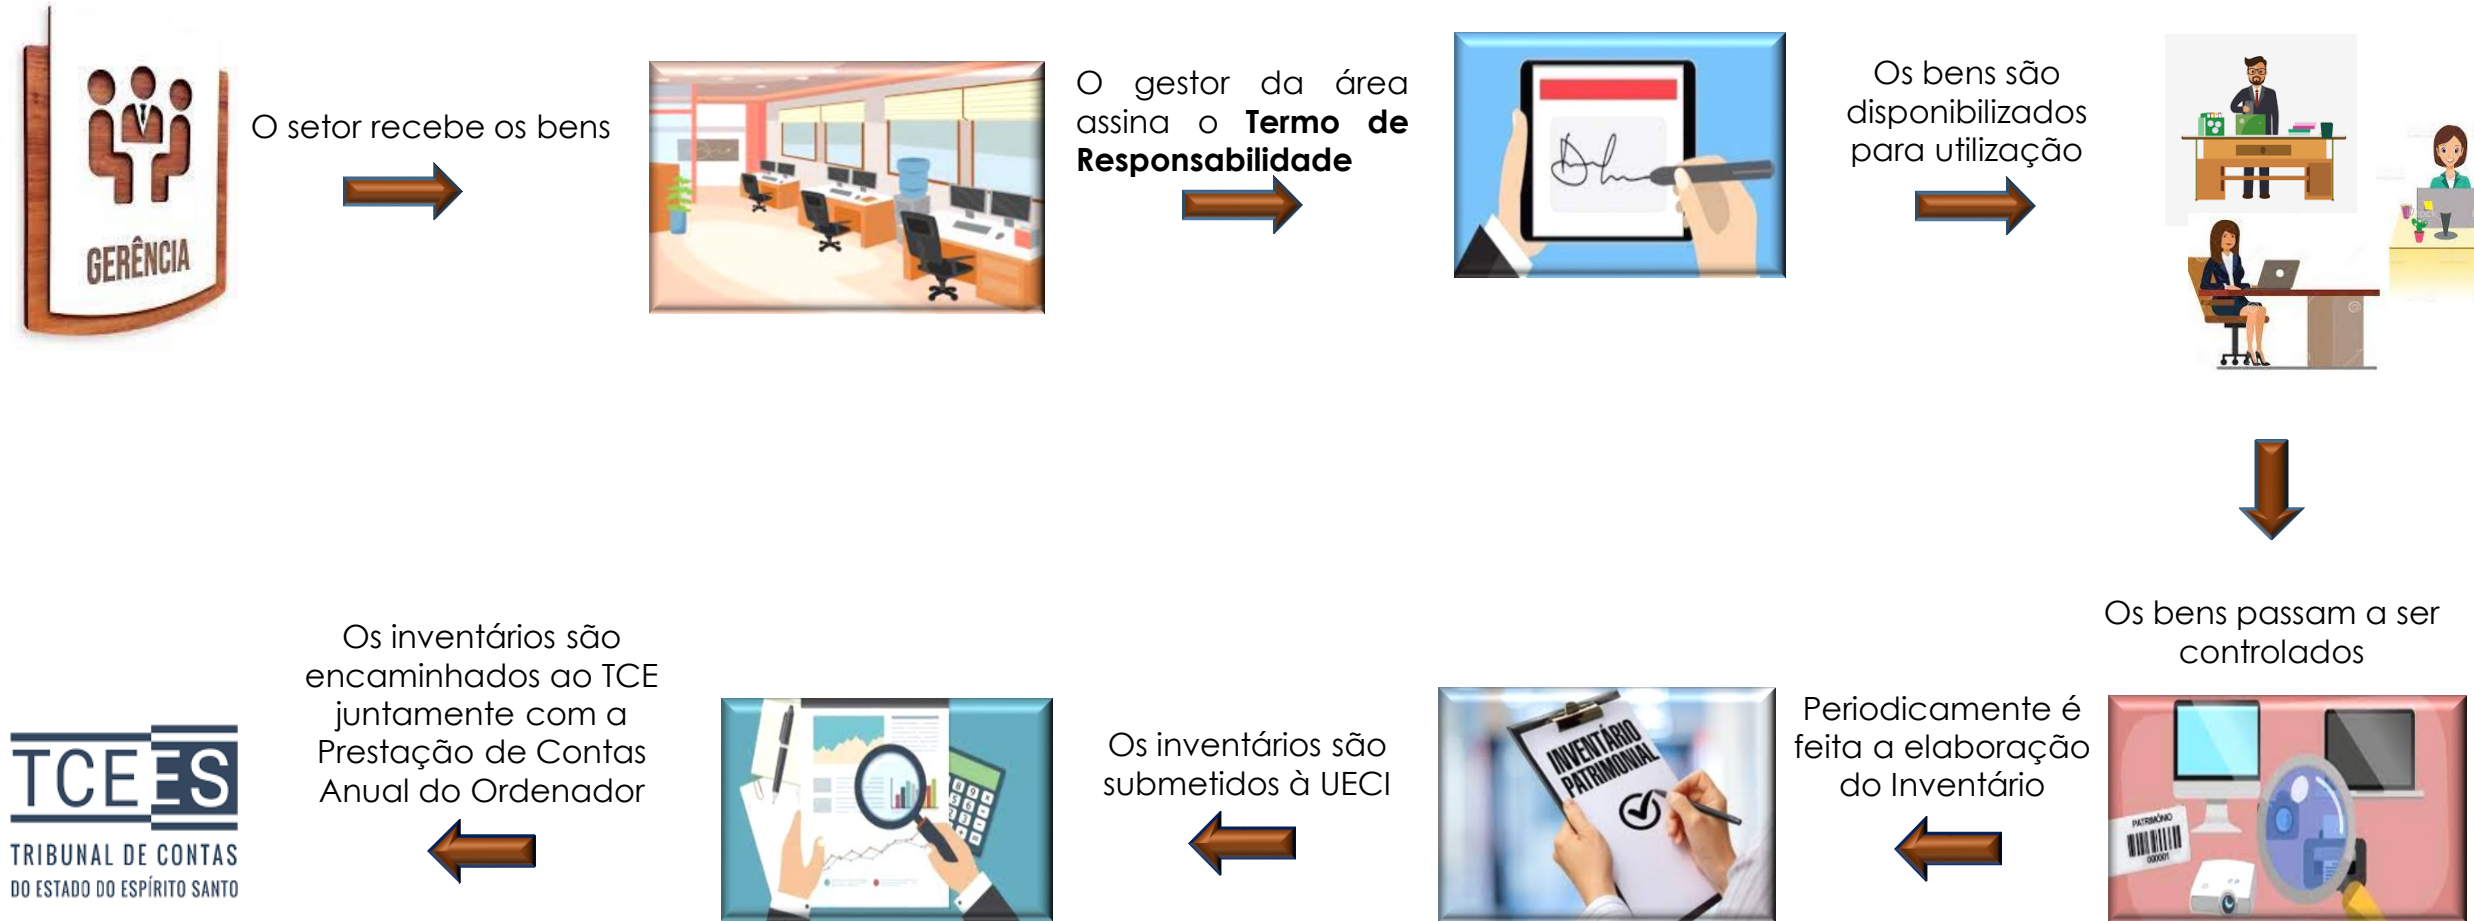 GERÊNCIA
O setor recebe os bens
O gestor da área
assina o Termo de
Responsabilidade
Os bens são
disponibilizados
para utilização
Os bens passam a ser
controlados
PATRIMÔNIO
000001
Periodicamente é
feita a elaboração
do Inventário
INVENTÁRIO
PATRIMONIAL
Os inventários são
submetidos à UECI
Os inventários são
encaminhados ao TCE
juntamente com a
Prestação de Contas
Anual do Ordenador
TCEES
TRIBUNAL DE CONTAS
DO ESTADO DO ESPÍRITO SANTO